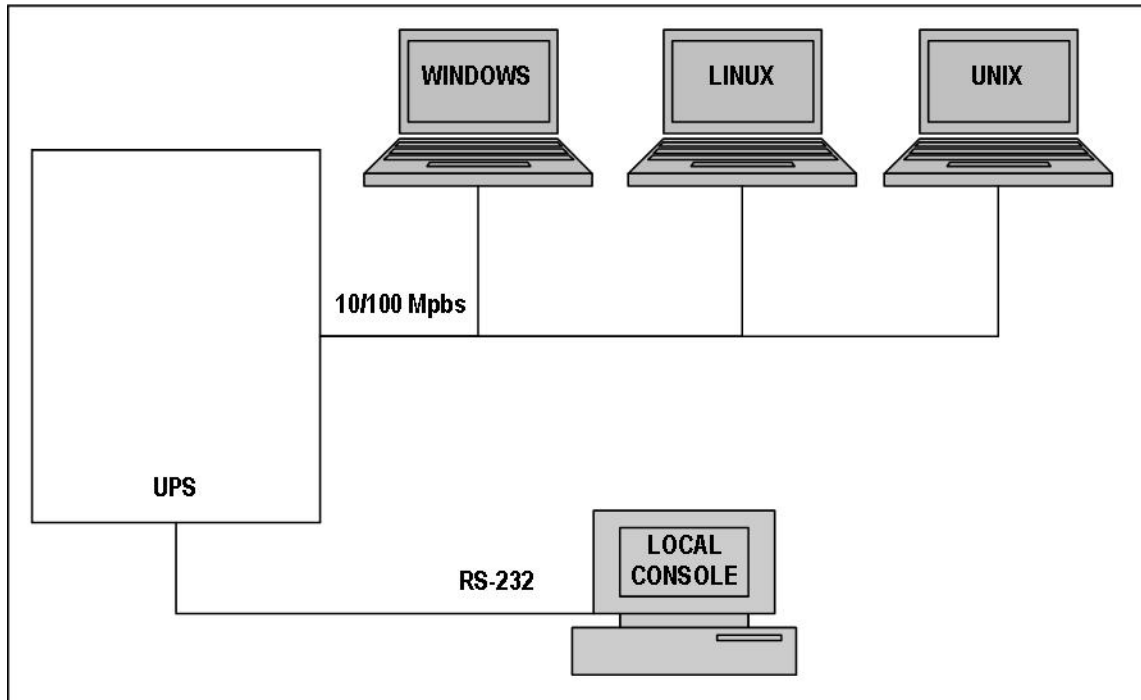 WINDOWS
LINUX
UNIX
10/100 Mpbs
UPS
RS-232
LOCAL
CONSOLE